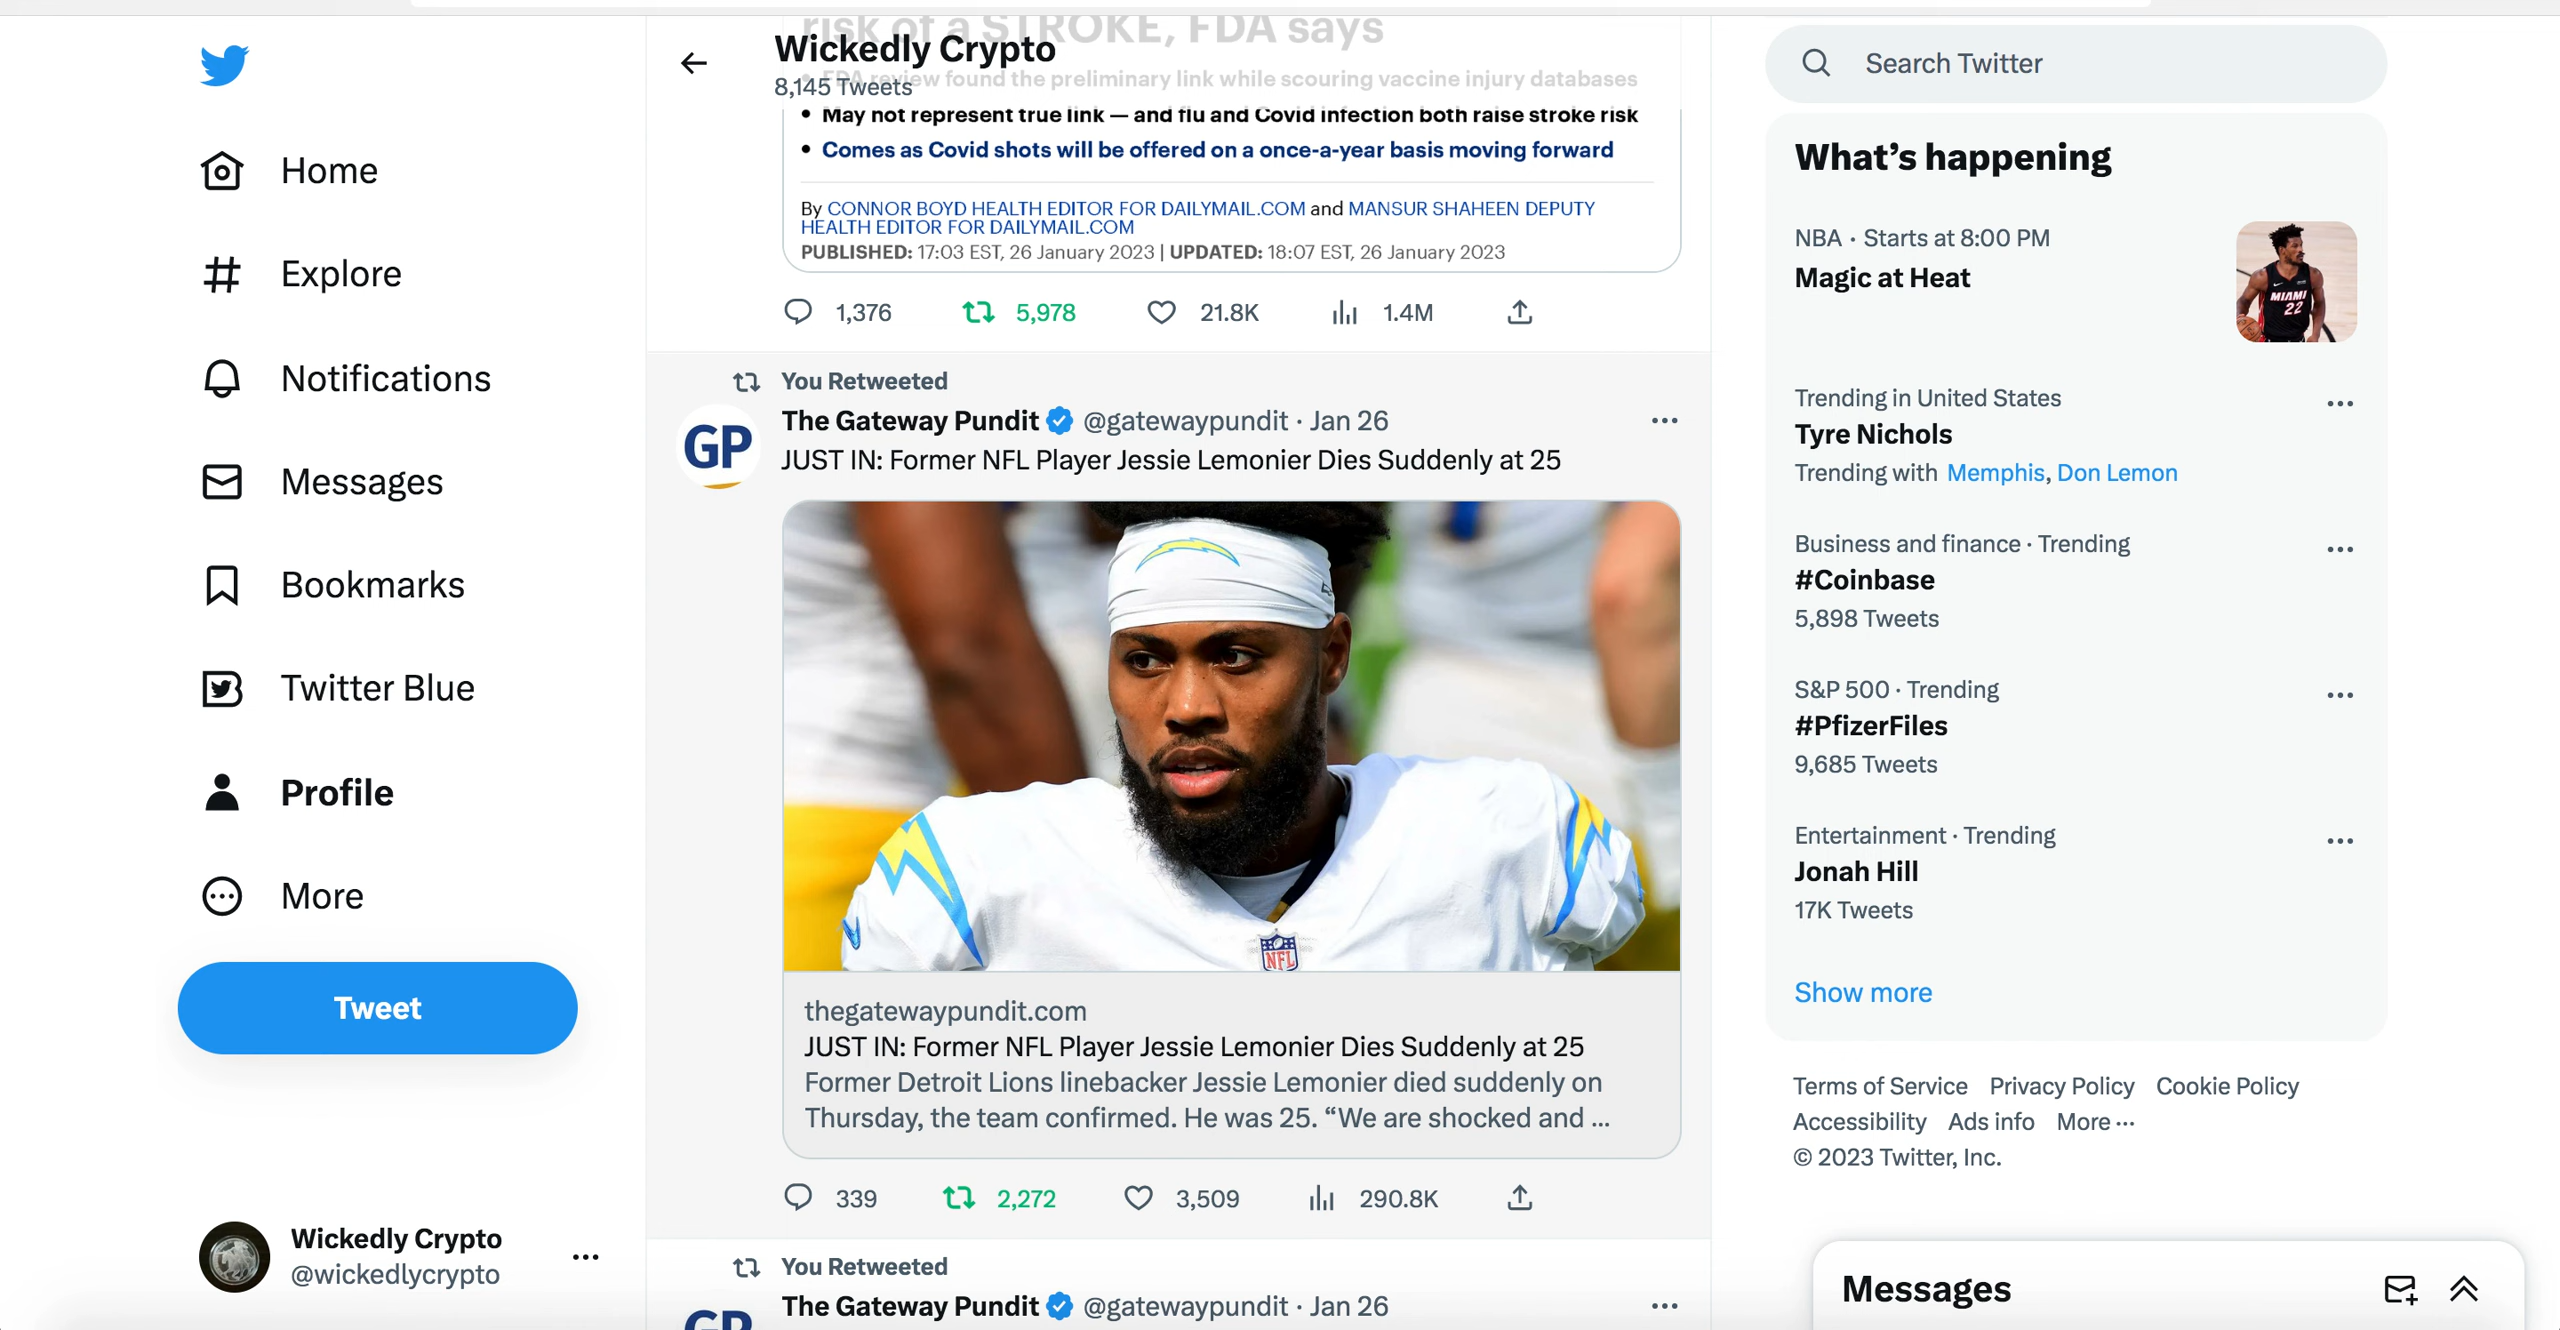 risk of a STROKE, FDA says
Wickedly Crypto
8,145 Tweets
• FDA review found the preliminary link while scouring vaccine injury databases
• May not represent true link — and flu and Covid infection both raise stroke risk
• Comes as Covid shots will be offered on a once-a-year basis moving forward
By CONNOR BOYD HEALTH EDITOR FOR DAILYMAIL.COM and MANSUR SHAHEEN DEPUTY
HEALTH EDITOR FOR DAILYMAIL.COM
PUBLISHED: 17:03 EST, 26 January 2023 | UPDATED: 18:07 EST, 26 January 2023
1,376 5,978 21.8K 1.4M
You Retweeted
The Gateway Pundit @gatewaypundit · Jan 26
GP
JUST IN: Former NFL Player Jessie Lemonier Dies Suddenly at 25
NFL
thegatewaypundit.com
JUST IN: Former NFL Player Jessie Lemonier Dies Suddenly at 25
Former Detroit Lions linebacker Jessie Lemonier died suddenly on
Thursday, the team confirmed. He was 25. “We are shocked and ...
339 2,272 3,509 290.8K
You Retweeted
The Gateway Pundit @gatewaypundit · Jan 26
GP
Home
Explore
Notifications
Messages
Bookmarks
Twitter Blue
Profile
More
Tweet
Wickedly Crypto
@wickedlycrypto
Search Twitter
What’s happening
NBA · Starts at 8:00 PM
Magic at Heat
MIAMI
22
Trending in United States
Tyre Nichols
Trending with Memphis, Don Lemon
Business and finance · Trending
#Coinbase
5,898 Tweets
S&P 500 · Trending
#PfizerFiles
9,685 Tweets
Entertainment · Trending
Jonah Hill
17K Tweets
Show more
Terms of Service Privacy Policy Cookie Policy
Accessibility Ads info More ···
© 2023 Twitter, Inc.
Messages